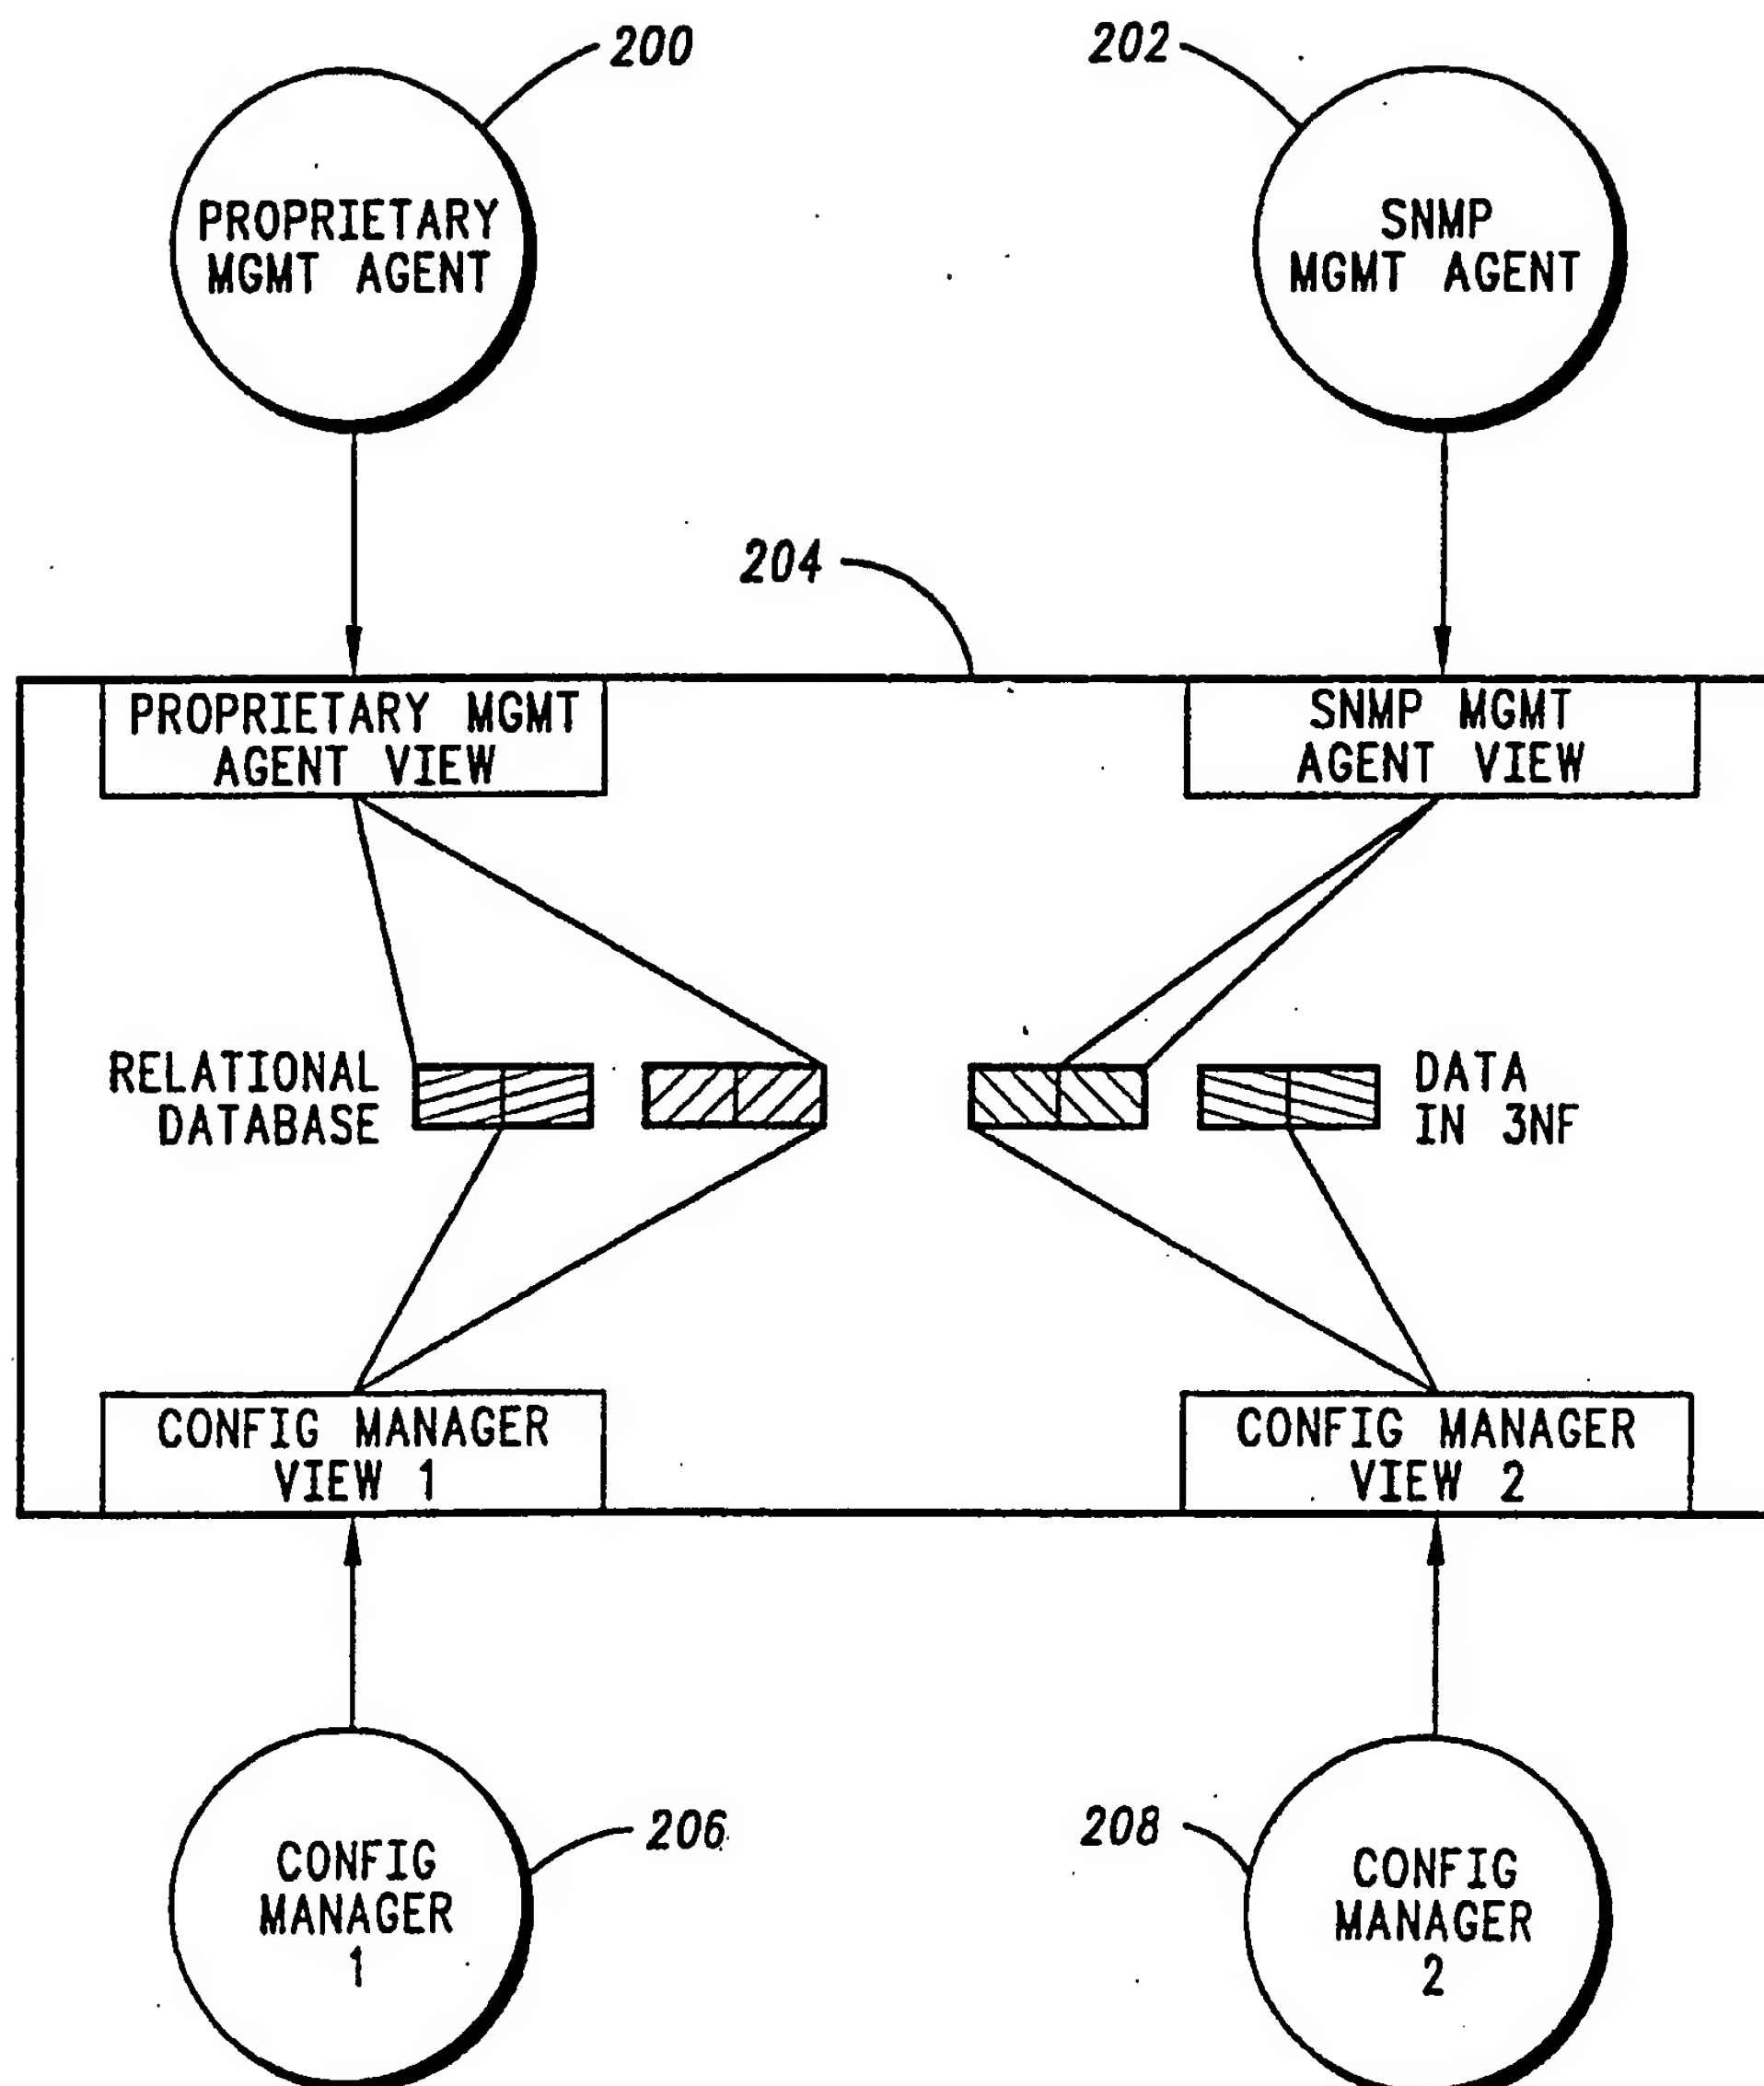 200
202
PROPRIETARY
MGMT AGENT
SNMP
MGMT AGENT
204
PROPRIETARY MGMT
AGENT VIEW
SNMP MGMT
AGENT VIEW
RELATIONAL
DATABASE
DATA
IN 3NF
CONFIG MANAGER
VIEW 1
CONFIG MANAGER
VIEW 2
206
208
CONFIG
MANAGER
1
CONFIG
MANAGER
2